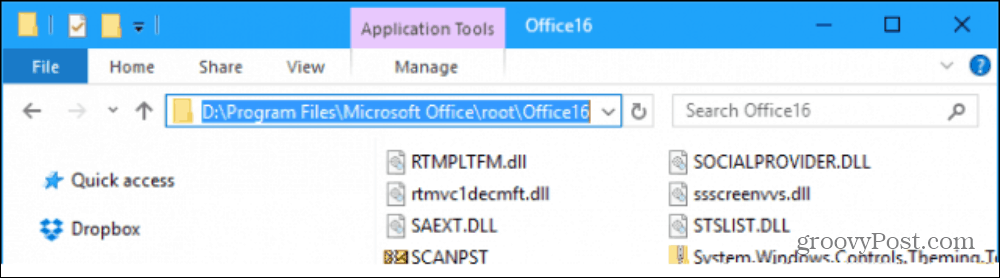 Application Tools Office16
File Home Share View Manage
D:\Program Files\Microsoft Office\root\Office16 Search Office16
RTMPLTFM.dll SOCIALPROVIDER.DLL
Quick access rtmvc1decmft.dll ssscreenvvs.dll
Dropbox SAEXT.DLL STSLIST.DLL
SCANPST System.Windows.Controls.Theming.T
groovyPost.com